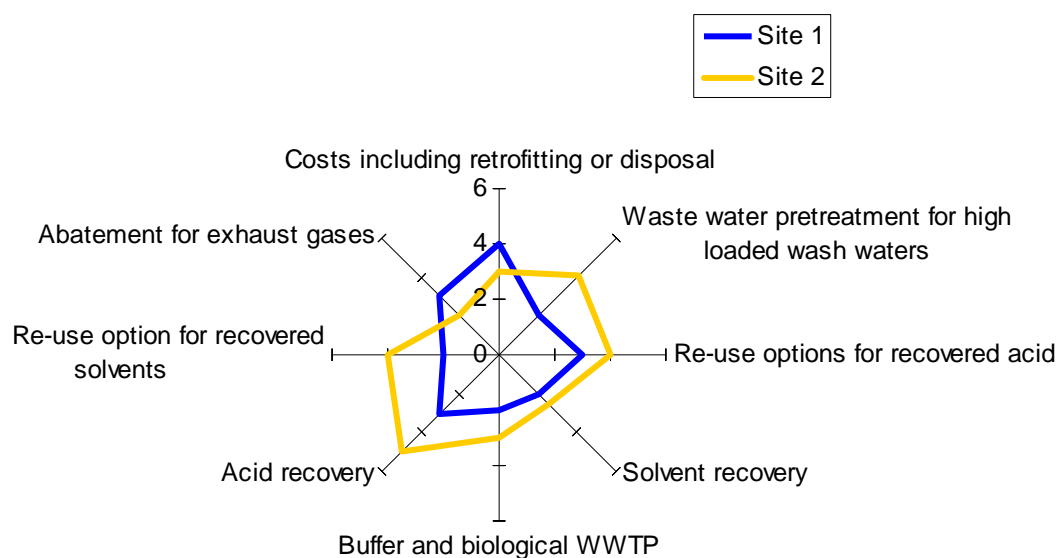 Site 1
Site 2
Costs including retrofitting or disposal
6
Waste water pretreatment for high
loaded wash waters
Abatement for exhaust gases
4
2
Re-use option for recovered
solvents
0
Re-use options for recovered acid
Acid recovery
Solvent recovery
Buffer and biological WWTP